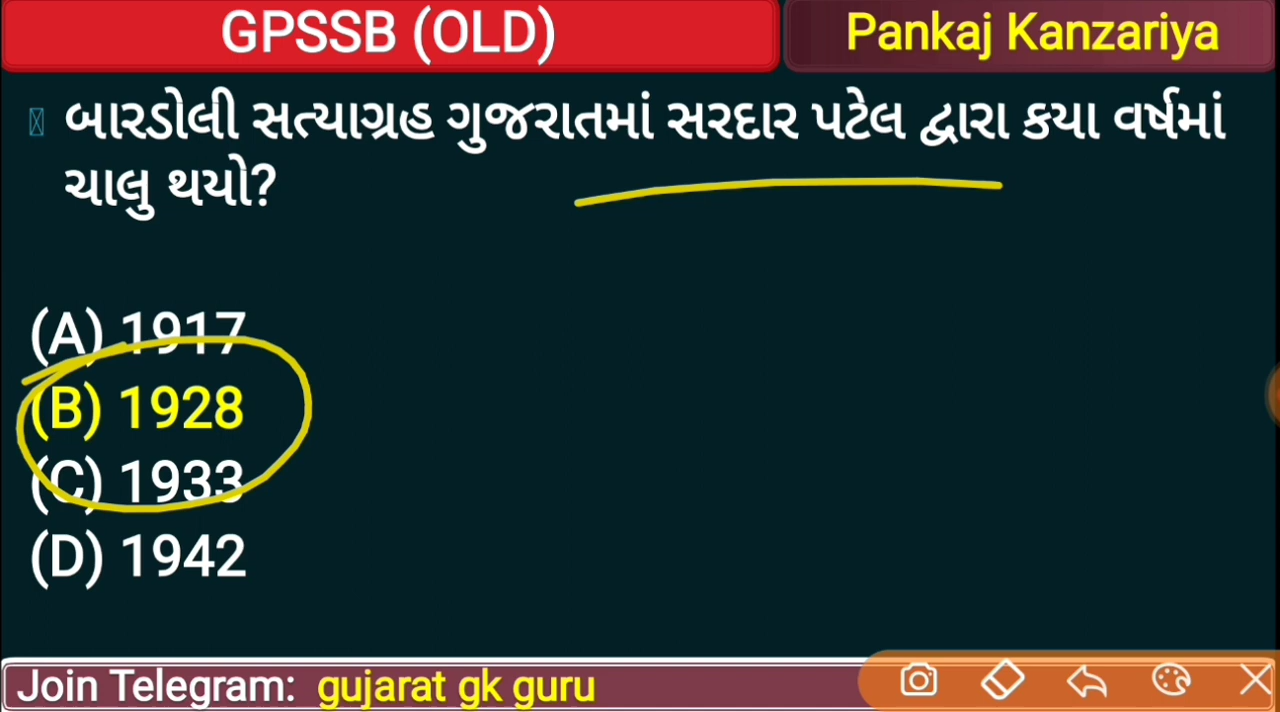 GPSSB (OLD)
Pankaj Kanzariya
બારડોલી સત્યાગ્રહ ગુજરાતમાં સરદાર પટેલ દ્વારા કયા વર્ષમાં
ચાલુ થયો?
(A) 1917
(B) 1928
(C) 1933
(D) 1942
Join Telegram: gujarat gk guru